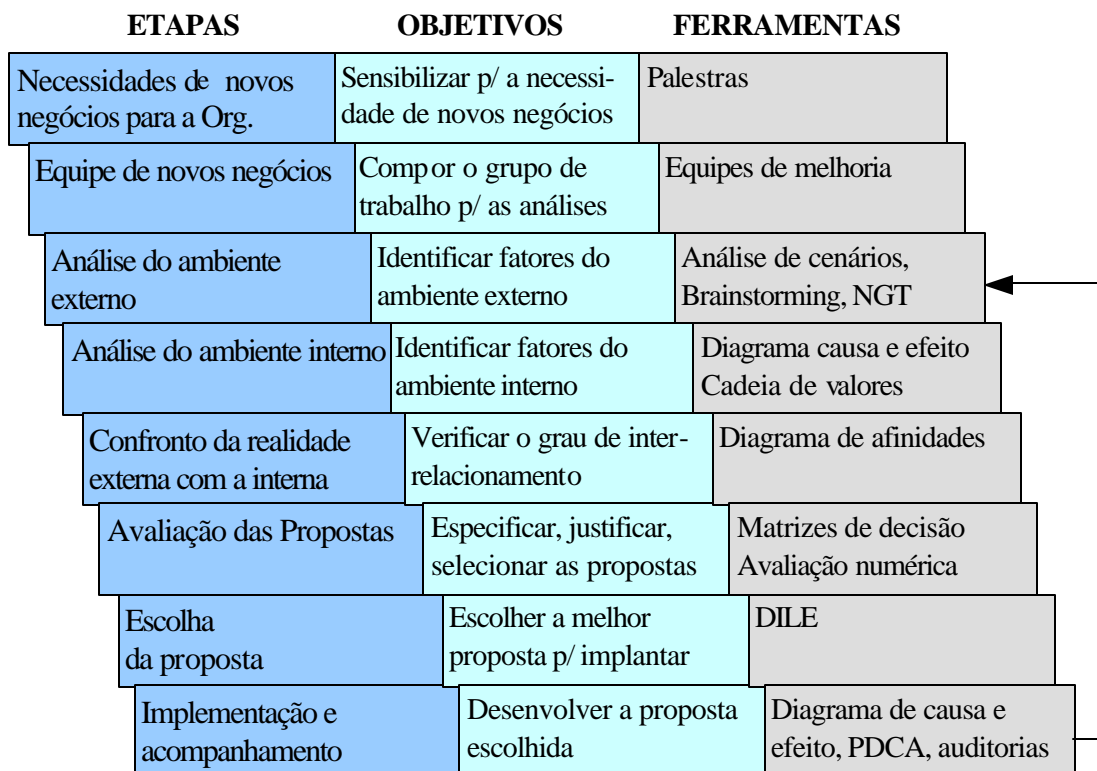 ETAPAS OBJETIVOS FERRAMENTAS
Necessidades de novos
negócios para a Org.
Sensibilizar p/ a necessi-
dade de novos negócios
Palestras
Equipe de novos negócios
Compor o grupo de
trabalho p/ as análises
Equipes de melhoria
Análise do ambiente
externo
Identificar fatores do
ambiente externo
Análise de cenários,
Brainstorming, NGT
Análise do ambiente interno
Identificar fatores do
ambiente interno
Diagrama causa e efeito
Cadeia de valores
Confronto da realidade
externa com a interna
Verificar o grau de inter-
relacionamento
Diagrama de afinidades
Avaliação das Propostas
Especificar, justificar,
selecionar as propostas
Matrizes de decisão
Avaliação numérica
Escolha
da proposta
Escolher a melhor
proposta p/ implantar
DILE
Implementação e
acompanhamento
Desenvolver a proposta
escolhida
Diagrama de causa e
efeito, PDCA, auditorias